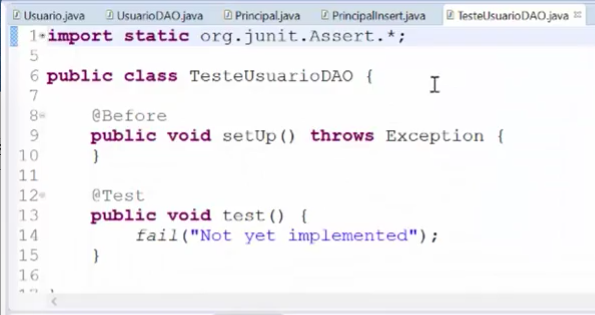 Usuario.java UsuarioDAO.java Principal.java PrincipalInsert.java TesteUsuarioDAO.java
1 import static org.junit.Assert.*;
5
6 public class TesteUsuarioDAO {
7
8 @Before
9 public void setUp() throws Exception {
10 }
11
12 @Test
13 public void test() {
14 fail("Not yet implemented");
15 }
16